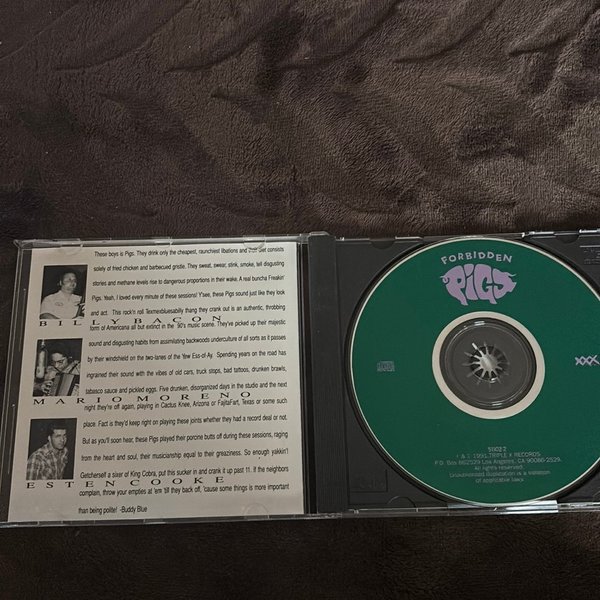 These boys is Pigs. They drink only the cheapest, raunchiest libations and their diet consists
solely of fried chicken and barbecued gristle. They sweat, swear, stink, smoke, tell disgusting
stories and methane levels rise to dangerous proportions in their wake. A real buncha Freakin'
Pigs. Yeah, I loved every minute of these sessions! Y'see, these Pigs sound just like they look
and act. This rock'n roll Texmexbluesabilly thang they crank out is an authentic, throbbing
BILLY BACON
form of Americana all but extinct in the '90's music scene. They've picked up their majestic
sound and disgusting habits from assimilating backwoods underculture of all sorts as it passes
by their windshield on the two-lanes of the Yew Ess-of-Ay. Spending years on the road has
ingrained their sound with the vibes of old cars, truck stops, bad tattoos, drunken brawls,
tabasco sauce and pickled eggs. Five drunken, disorganized days in the studio and the next
MARIO MORENO
night they're off again, playing in Cactus Knee, Arizona or FajitaFart, Texas or some such
place. Fact is they'd keep right on playing these joints whether they had a record deal or not.
But as you'll soon hear, these Pigs played their porcine butts off during these sessions, raging
from the heart and soul, their musicianship equal to their greaziness. So enough yakkin'!
Getcherself a sixer of King Cobra, put this sucker in and crank it up past 11. If the neighbors
ESTEN COOKE
complain, throw your empties at 'em 'till they back off, 'cause some things is more important
than being polite! -Buddy Blue
FORBIDDEN
PIGS
XXX
1991 TRIPLE X RECORDS
P.O. Box 862529 Los Angeles, CA 90086-2529.
All rights reserved.
Unauthorized duplication is a violation
of applicable laws